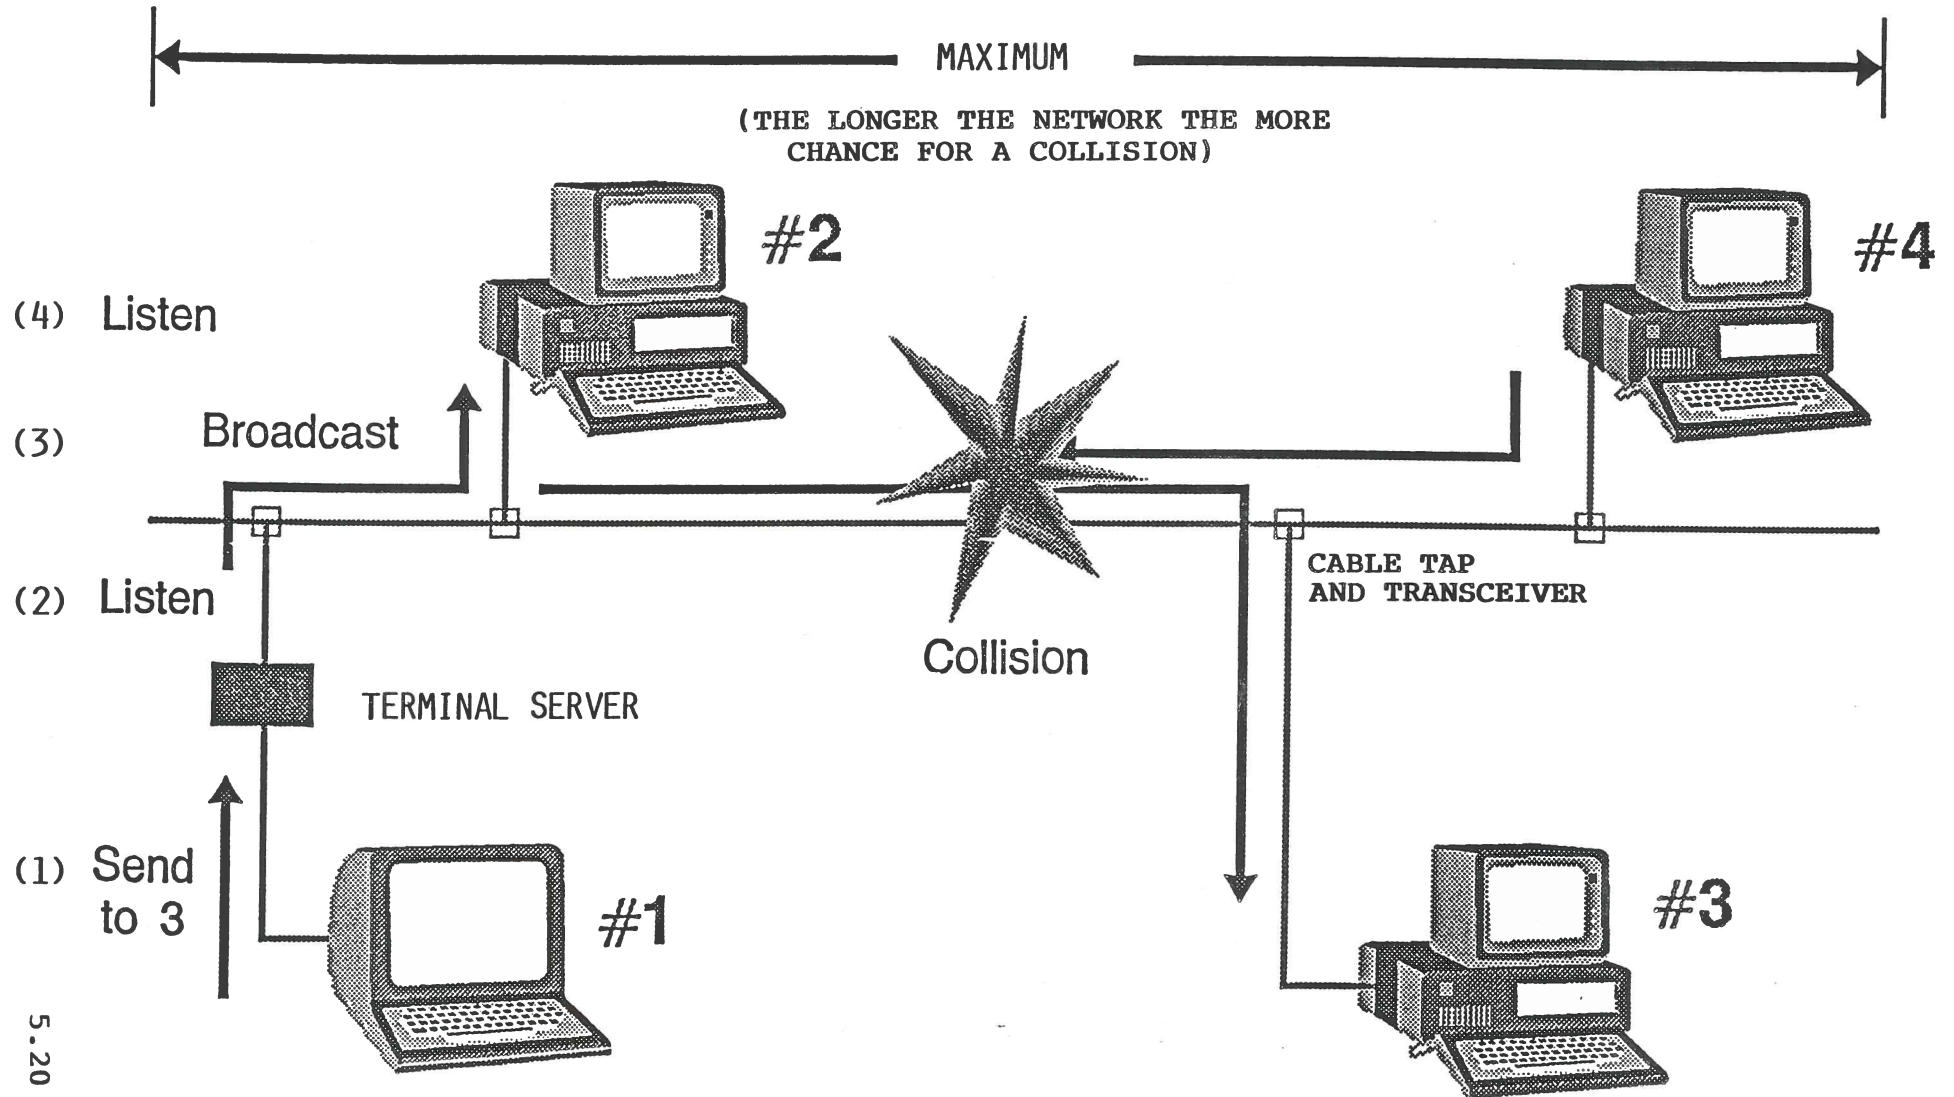 MAXIMUM
(THE LONGER THE NETWORK THE MORE
CHANCE FOR A COLLISION)
#2
#4
(4) Listen
(3) Broadcast
(2) Listen
CABLE TAP
AND TRANSCEIVER
Collision
TERMINAL SERVER
(1) Send
to 3
#1
#3
5.20